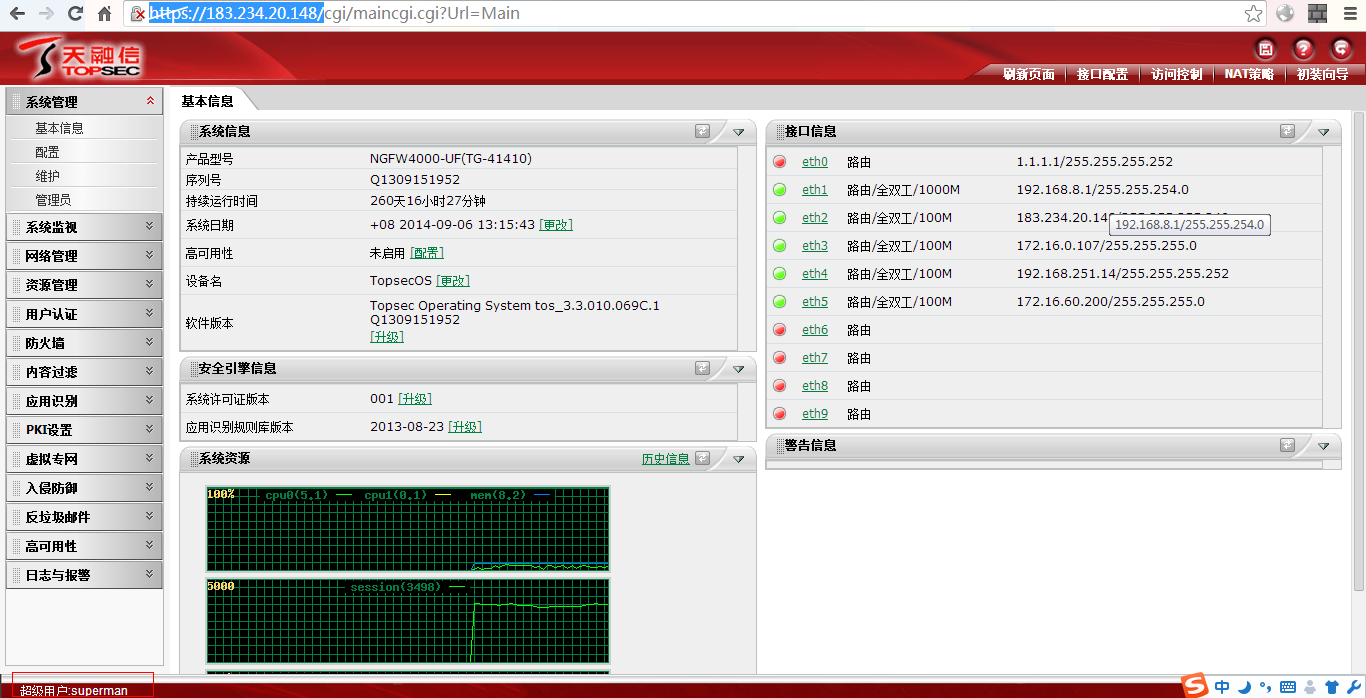 https://183.234.20.148/cgi/maincgi.cgi?Url=Main
天融信
TOPSEC
刷新页面 接口配置 访问控制 NAT策略 初装向导
系统管理
基本信息
配置
维护
管理员
系统监视
网络管理
资源管理
用户认证
防火墙
内容过滤
应用识别
PKI设置
虚拟专网
入侵防御
反垃圾邮件
高可用性
日志与报警
基本信息
系统信息
产品型号 NGFW4000-UF(TG-41410)
序列号 Q1309151952
持续运行时间 260天16小时27分钟
系统日期 +08 2014-09-06 13:15:43 [更改]
高可用性 未启用 [配置]
设备名 TopsecOS [更改]
软件版本 Topsec Operating System tos_3.3.010.069C.1
Q1309151952
[升级]
安全引擎信息
系统许可证版本 001 [升级]
应用识别规则库版本 2013-08-23 [升级]
系统资源 历史信息
100% cpu0(5.1) cpu1(0.1) mem(8.2)
5000 session(3498)
接口信息
eth0 路由 1.1.1.1/255.255.255.252
eth1 路由/全双工/1000M 192.168.8.1/255.255.254.0
eth2 路由/全双工/100M 183.234.20.14
192.168.8.1/255.255.254.0
eth3 路由/全双工/100M 172.16.0.107/255.255.255.0
eth4 路由/全双工/100M 192.168.251.14/255.255.255.252
eth5 路由/全双工/100M 172.16.60.200/255.255.255.0
eth6 路由
eth7 路由
eth8 路由
eth9 路由
警告信息
超级用户:superman
中